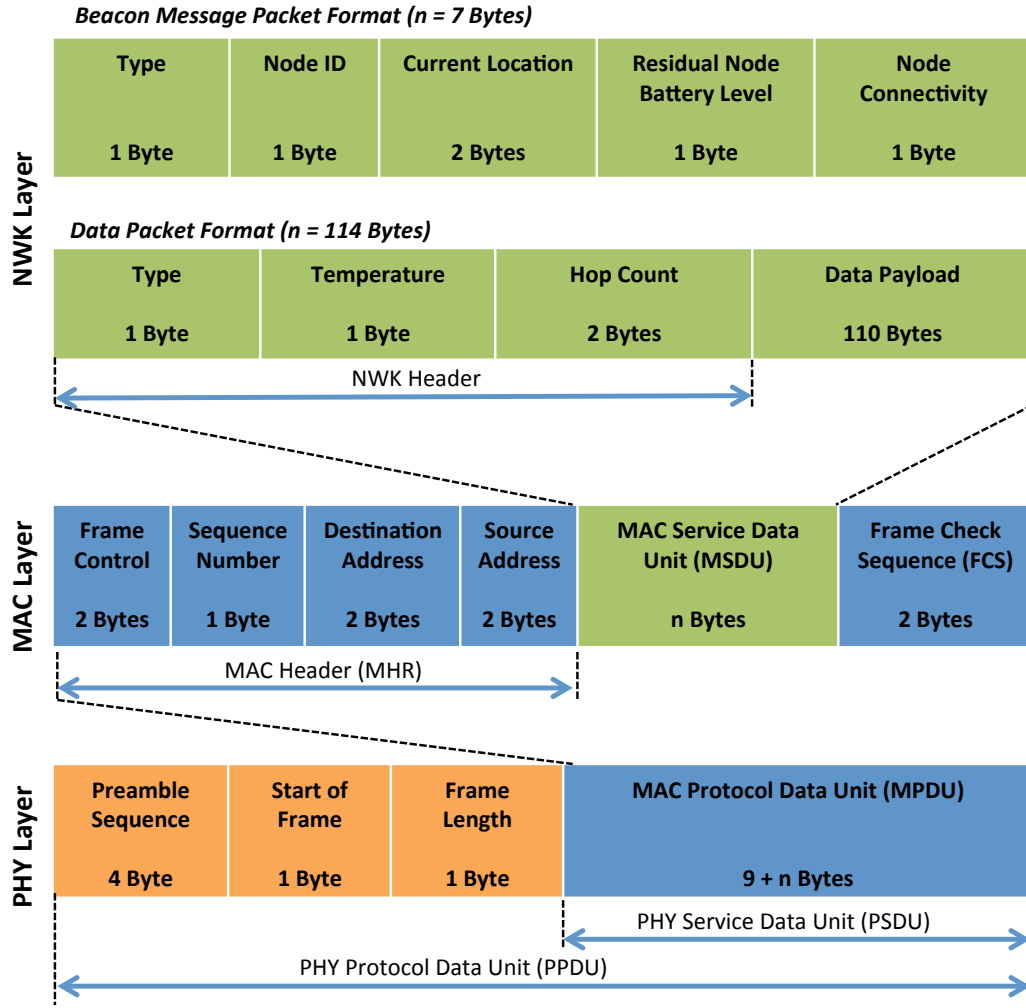 Beacon Message Packet Format (n = 7 Bytes)
Type
Node ID
Current Location
Residual Node
Battery Level
Node
Connectivity
1 Byte
1 Byte
2 Bytes
1 Byte
1 Byte
NWK Layer
Data Packet Format (n = 114 Bytes)
Type
Temperature
Hop Count
Data Payload
1 Byte
1 Byte
2 Bytes
110 Bytes
NWK Header
MAC Layer
Frame
Control
Sequence
Number
Destination
Address
Source
Address
MAC Service Data
Unit (MSDU)
Frame Check
Sequence (FCS)
2 Bytes
1 Byte
2 Bytes
2 Bytes
n Bytes
2 Bytes
MAC Header (MHR)
PHY Layer
Preamble
Sequence
Start of
Frame
Frame
Length
MAC Protocol Data Unit (MPDU)
4 Byte
1 Byte
1 Byte
9 + n Bytes
PHY Service Data Unit (PSDU)
PHY Protocol Data Unit (PPDU)